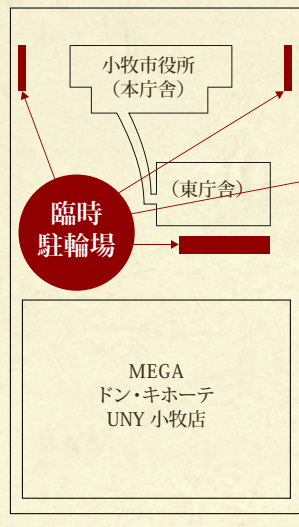 小牧市役所
（本庁舎）
（東庁舎）
臨時
駐輪場
MEGA
ドン・キホーテ
UNY 小牧店